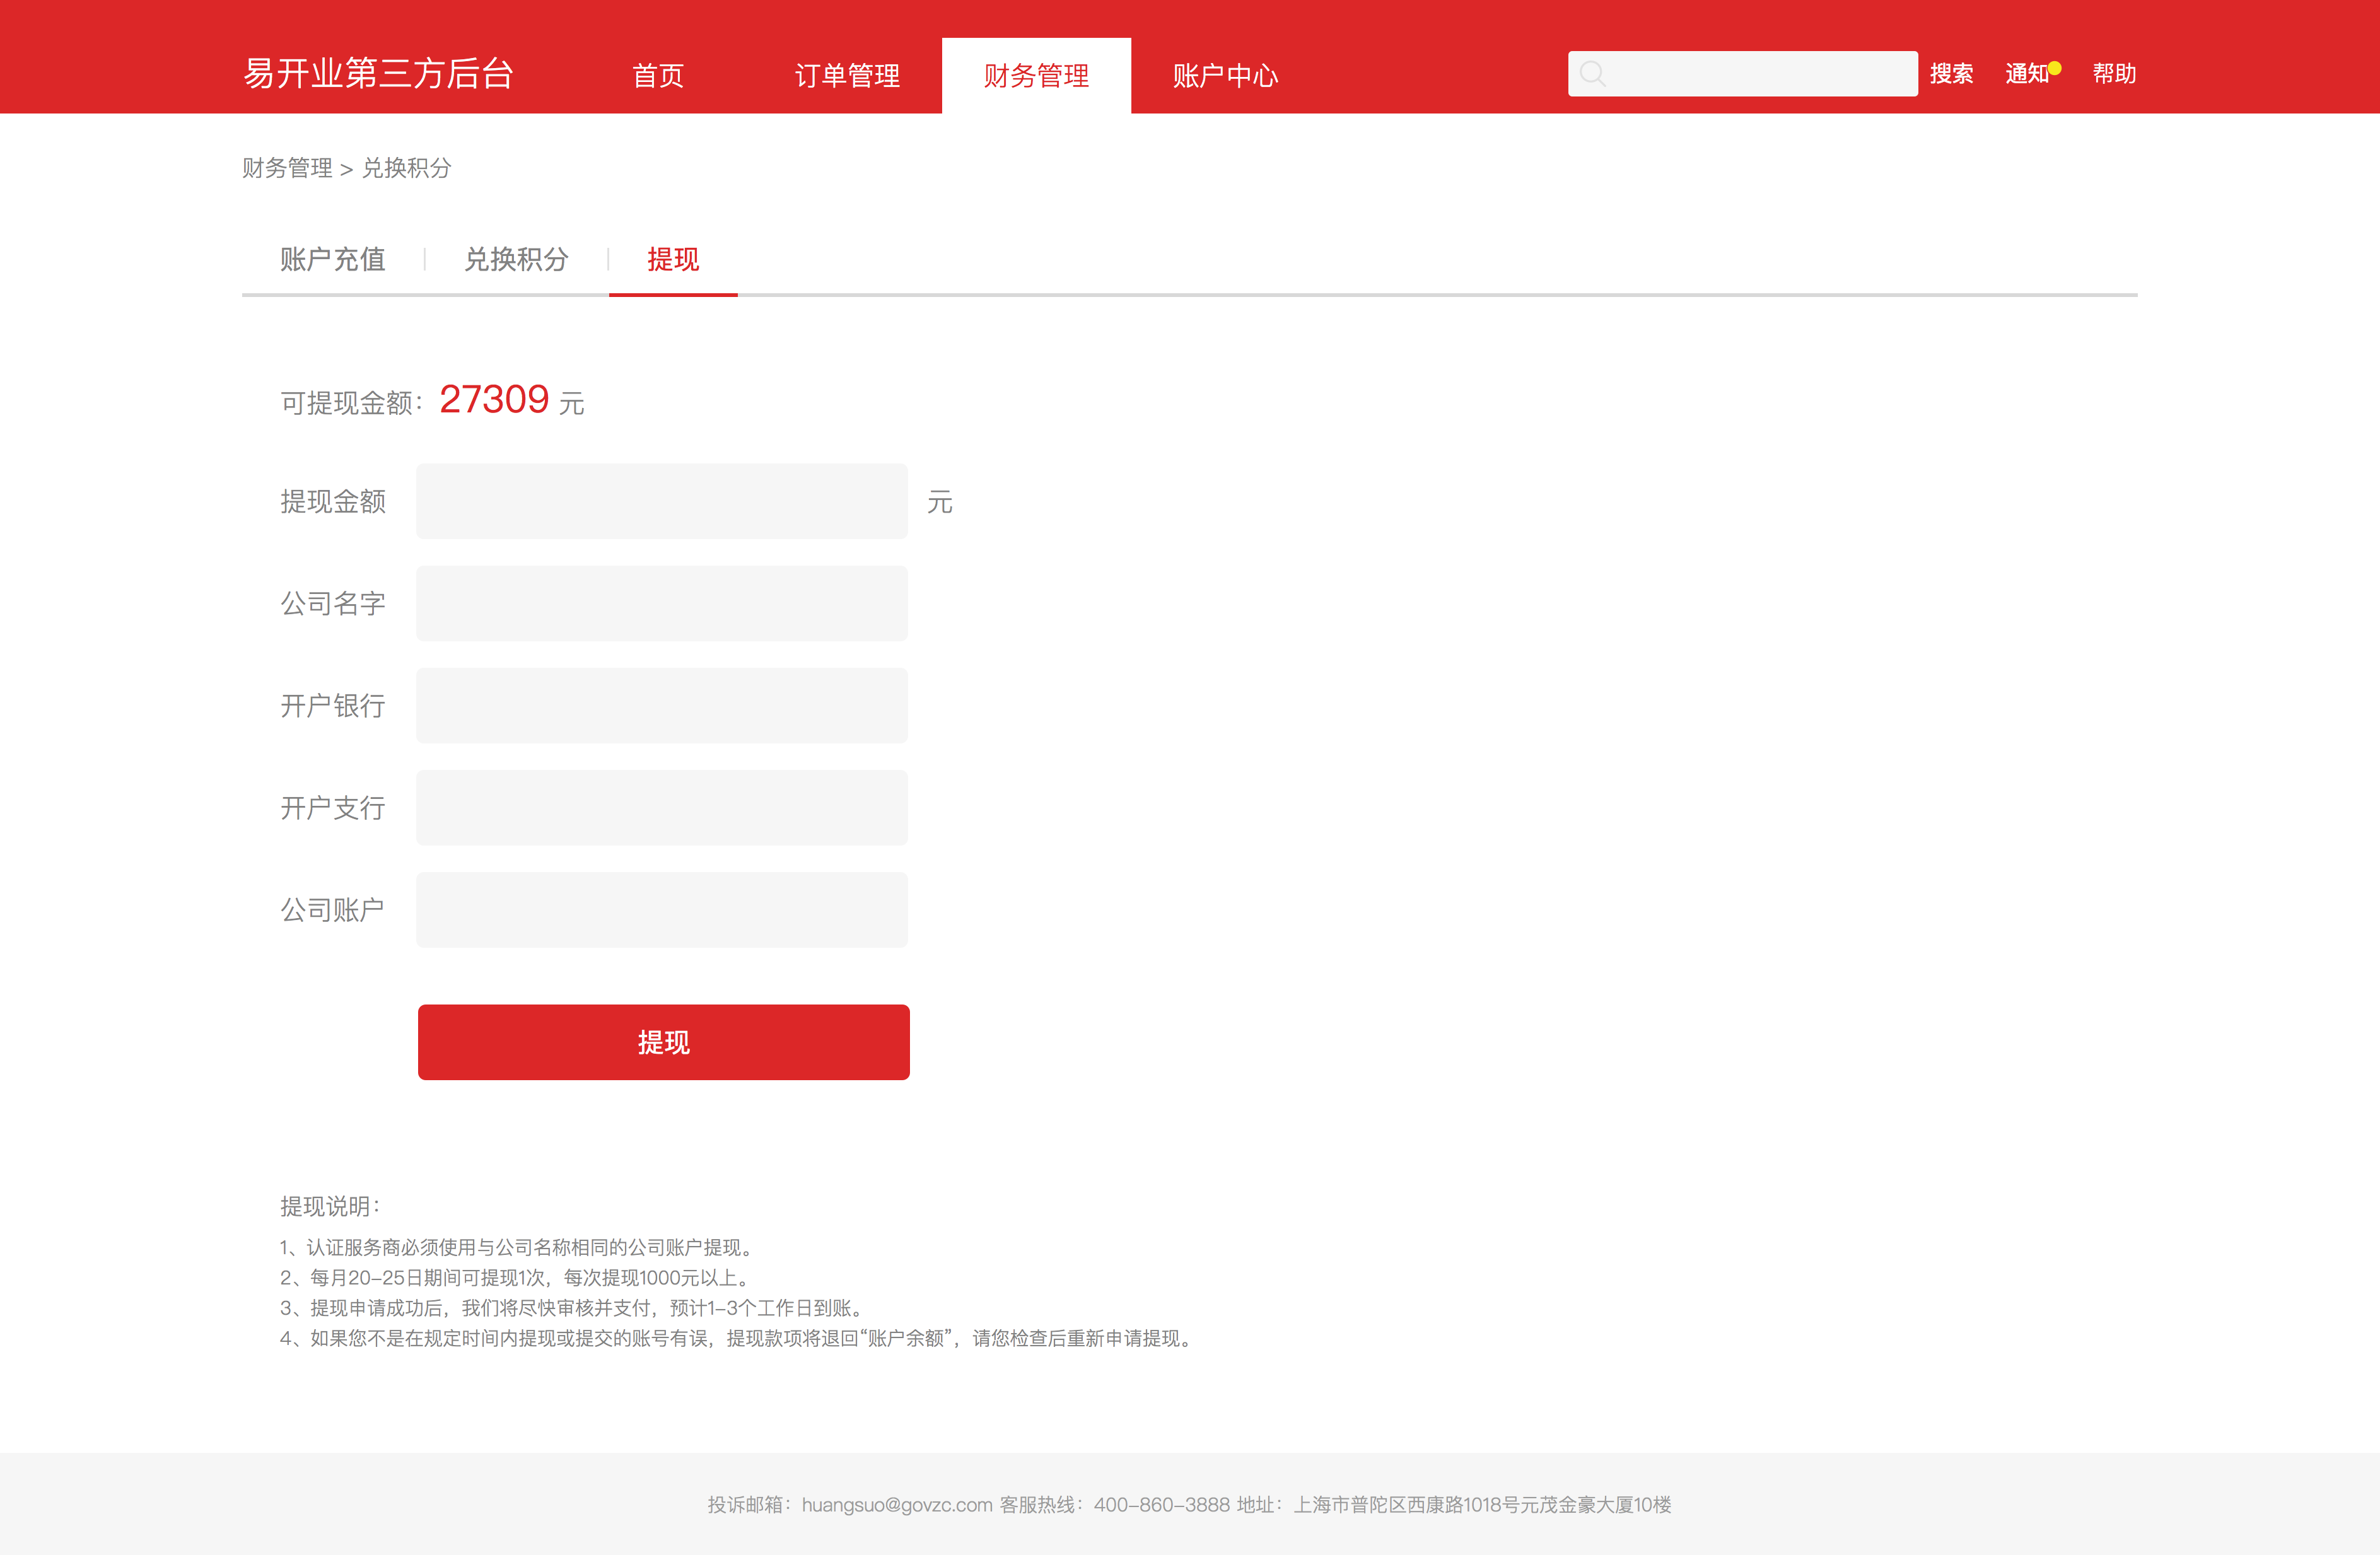 易开业第三方后台 首页 订单管理 财务管理 账户中心 搜索 通知 帮助
财务管理 > 兑换积分
账户充值 兑换积分 提现
可提现金额：27309 元
提现金额 元
公司名字
开户银行
开户支行
公司账户
提现
提现说明：
1、认证服务商必须使用与公司名称相同的公司账户提现。
2、每月20-25日期间可提现1次，每次提现1000元以上。
3、提现申请成功后，我们将尽快审核并支付，预计1-3个工作日到账。
4、如果您不是在规定时间内提现或提交的账号有误，提现款项将退回“账户余额”，请您检查后重新申请提现。
投诉邮箱：huangsuo@govzc.com 客服热线：400-860-3888 地址：上海市普陀区西康路1018号元茂金豪大厦10楼